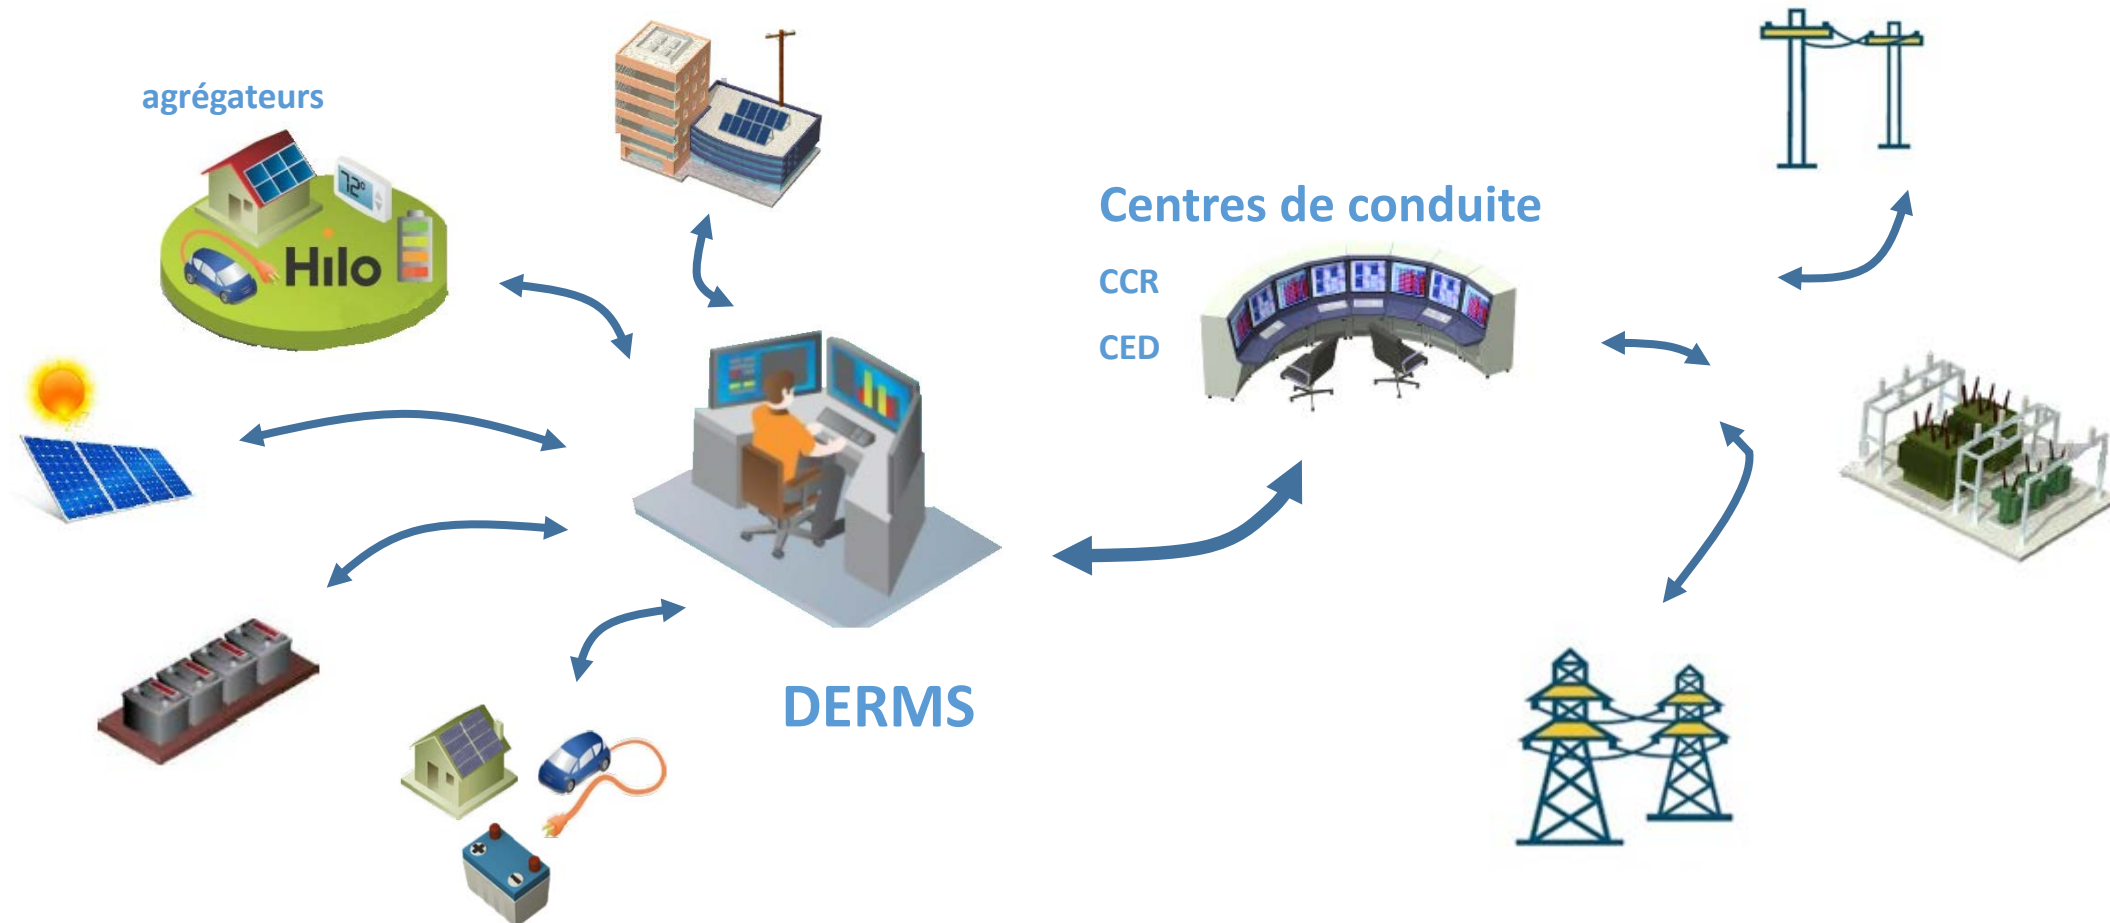 agrégateurs
72°
Hilo
Centres de conduite
CCR
CED
DERMS